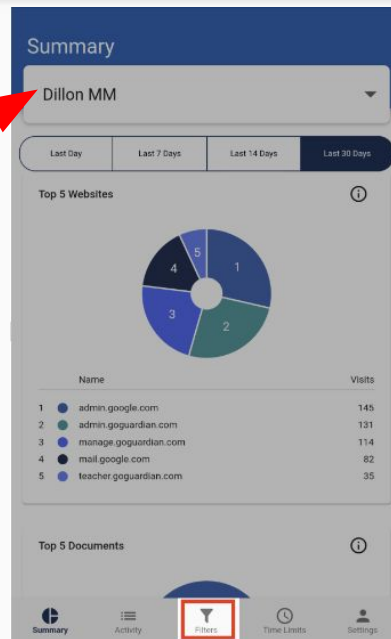 Summary
Dillon MM
Last Day Last 7 Days Last 14 Days Last 30 Days
Top 5 Websites
5
4 1
3 2
Name Visits
1 admin.google.com 145
2 admin.goguardian.com 131
3 manage.goguardian.com 114
4 mail.google.com 82
5 teacher.goguardian.com 35
Top 5 Documents
Summary Activity Filters Time Limits Settings